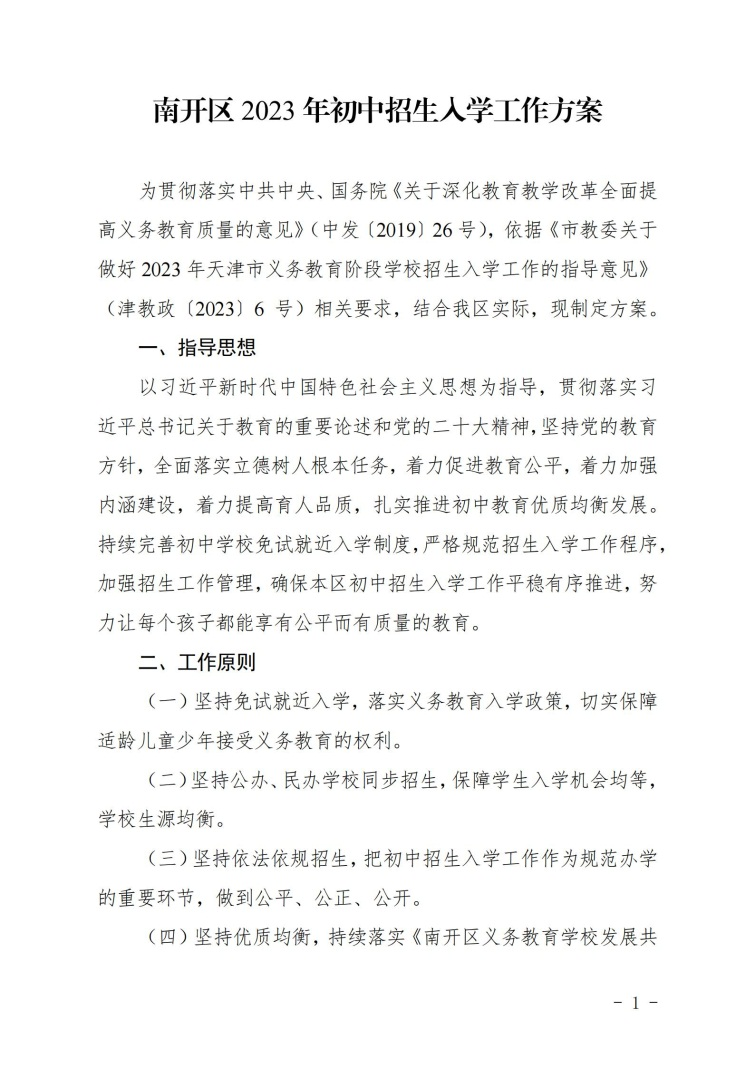 南开区 2023 年初中招生入学工作方案
为贯彻落实中共中央、国务院《关于深化教育教学改革全面提
高义务教育质量的意见》（中发〔2019〕26 号），依据《市教委关于
做好 2023 年天津市义务教育阶段学校招生入学工作的指导意见》
（津教政〔2023〕6 号）相关要求，结合我区实际，现制定方案。
一、指导思想
以习近平新时代中国特色社会主义思想为指导，贯彻落实习
近平总书记关于教育的重要论述和党的二十大精神，坚持党的教育
方针，全面落实立德树人根本任务，着力促进教育公平，着力加强
内涵建设，着力提高育人品质，扎实推进初中教育优质均衡发展。
持续完善初中学校免试就近入学制度，严格规范招生入学工作程序，
加强招生工作管理，确保本区初中招生入学工作平稳有序推进，努
力让每个孩子都能享有公平而有质量的教育。
二、工作原则
（一）坚持免试就近入学，落实义务教育入学政策，切实保障
适龄儿童少年接受义务教育的权利。
（二）坚持公办、民办学校同步招生，保障学生入学机会均等，
学校生源均衡。
（三）坚持依法依规招生，把初中招生入学工作作为规范办学
的重要环节，做到公平、公正、公开。
（四）坚持优质均衡，持续落实《南开区义务教育学校发展共
- 1 -